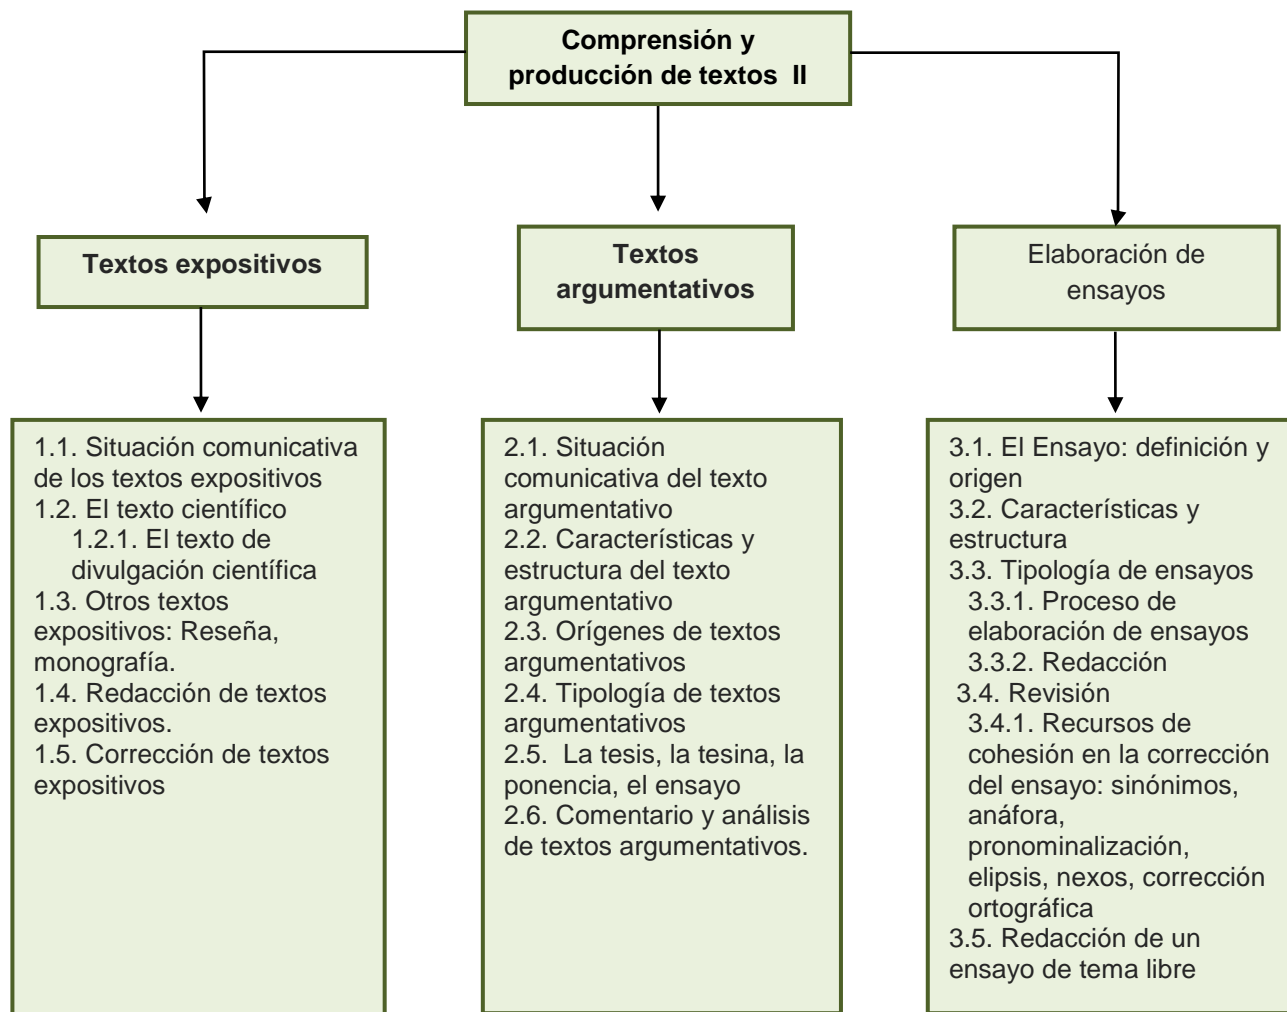 Comprensión y
producción de textos  II
Textos expositivos
Textos
argumentativos
Elaboración de
ensayos
1.1. Situación comunicativa
de los textos expositivos
1.2. El texto científico
1.2.1. El texto de
divulgación científica
1.3. Otros textos
expositivos: Reseña,
monografía.
1.4. Redacción de textos
expositivos.
1.5. Corrección de textos
expositivos
2.1. Situación
comunicativa del texto
argumentativo
2.2. Características y
estructura del texto
argumentativo
2.3. Orígenes de textos
argumentativos
2.4. Tipología de textos
argumentativos
2.5.  La tesis, la tesina, la
ponencia, el ensayo
2.6. Comentario y análisis
de textos argumentativos.
3.1. El Ensayo: definición y
origen
3.2. Características y
estructura
3.3. Tipología de ensayos
3.3.1. Proceso de
elaboración de ensayos
3.3.2. Redacción
3.4. Revisión
3.4.1. Recursos de
cohesión en la corrección
del ensayo: sinónimos,
anáfora,
pronominalización,
elipsis, nexos, corrección
ortográfica
3.5. Redacción de un
ensayo de tema libre